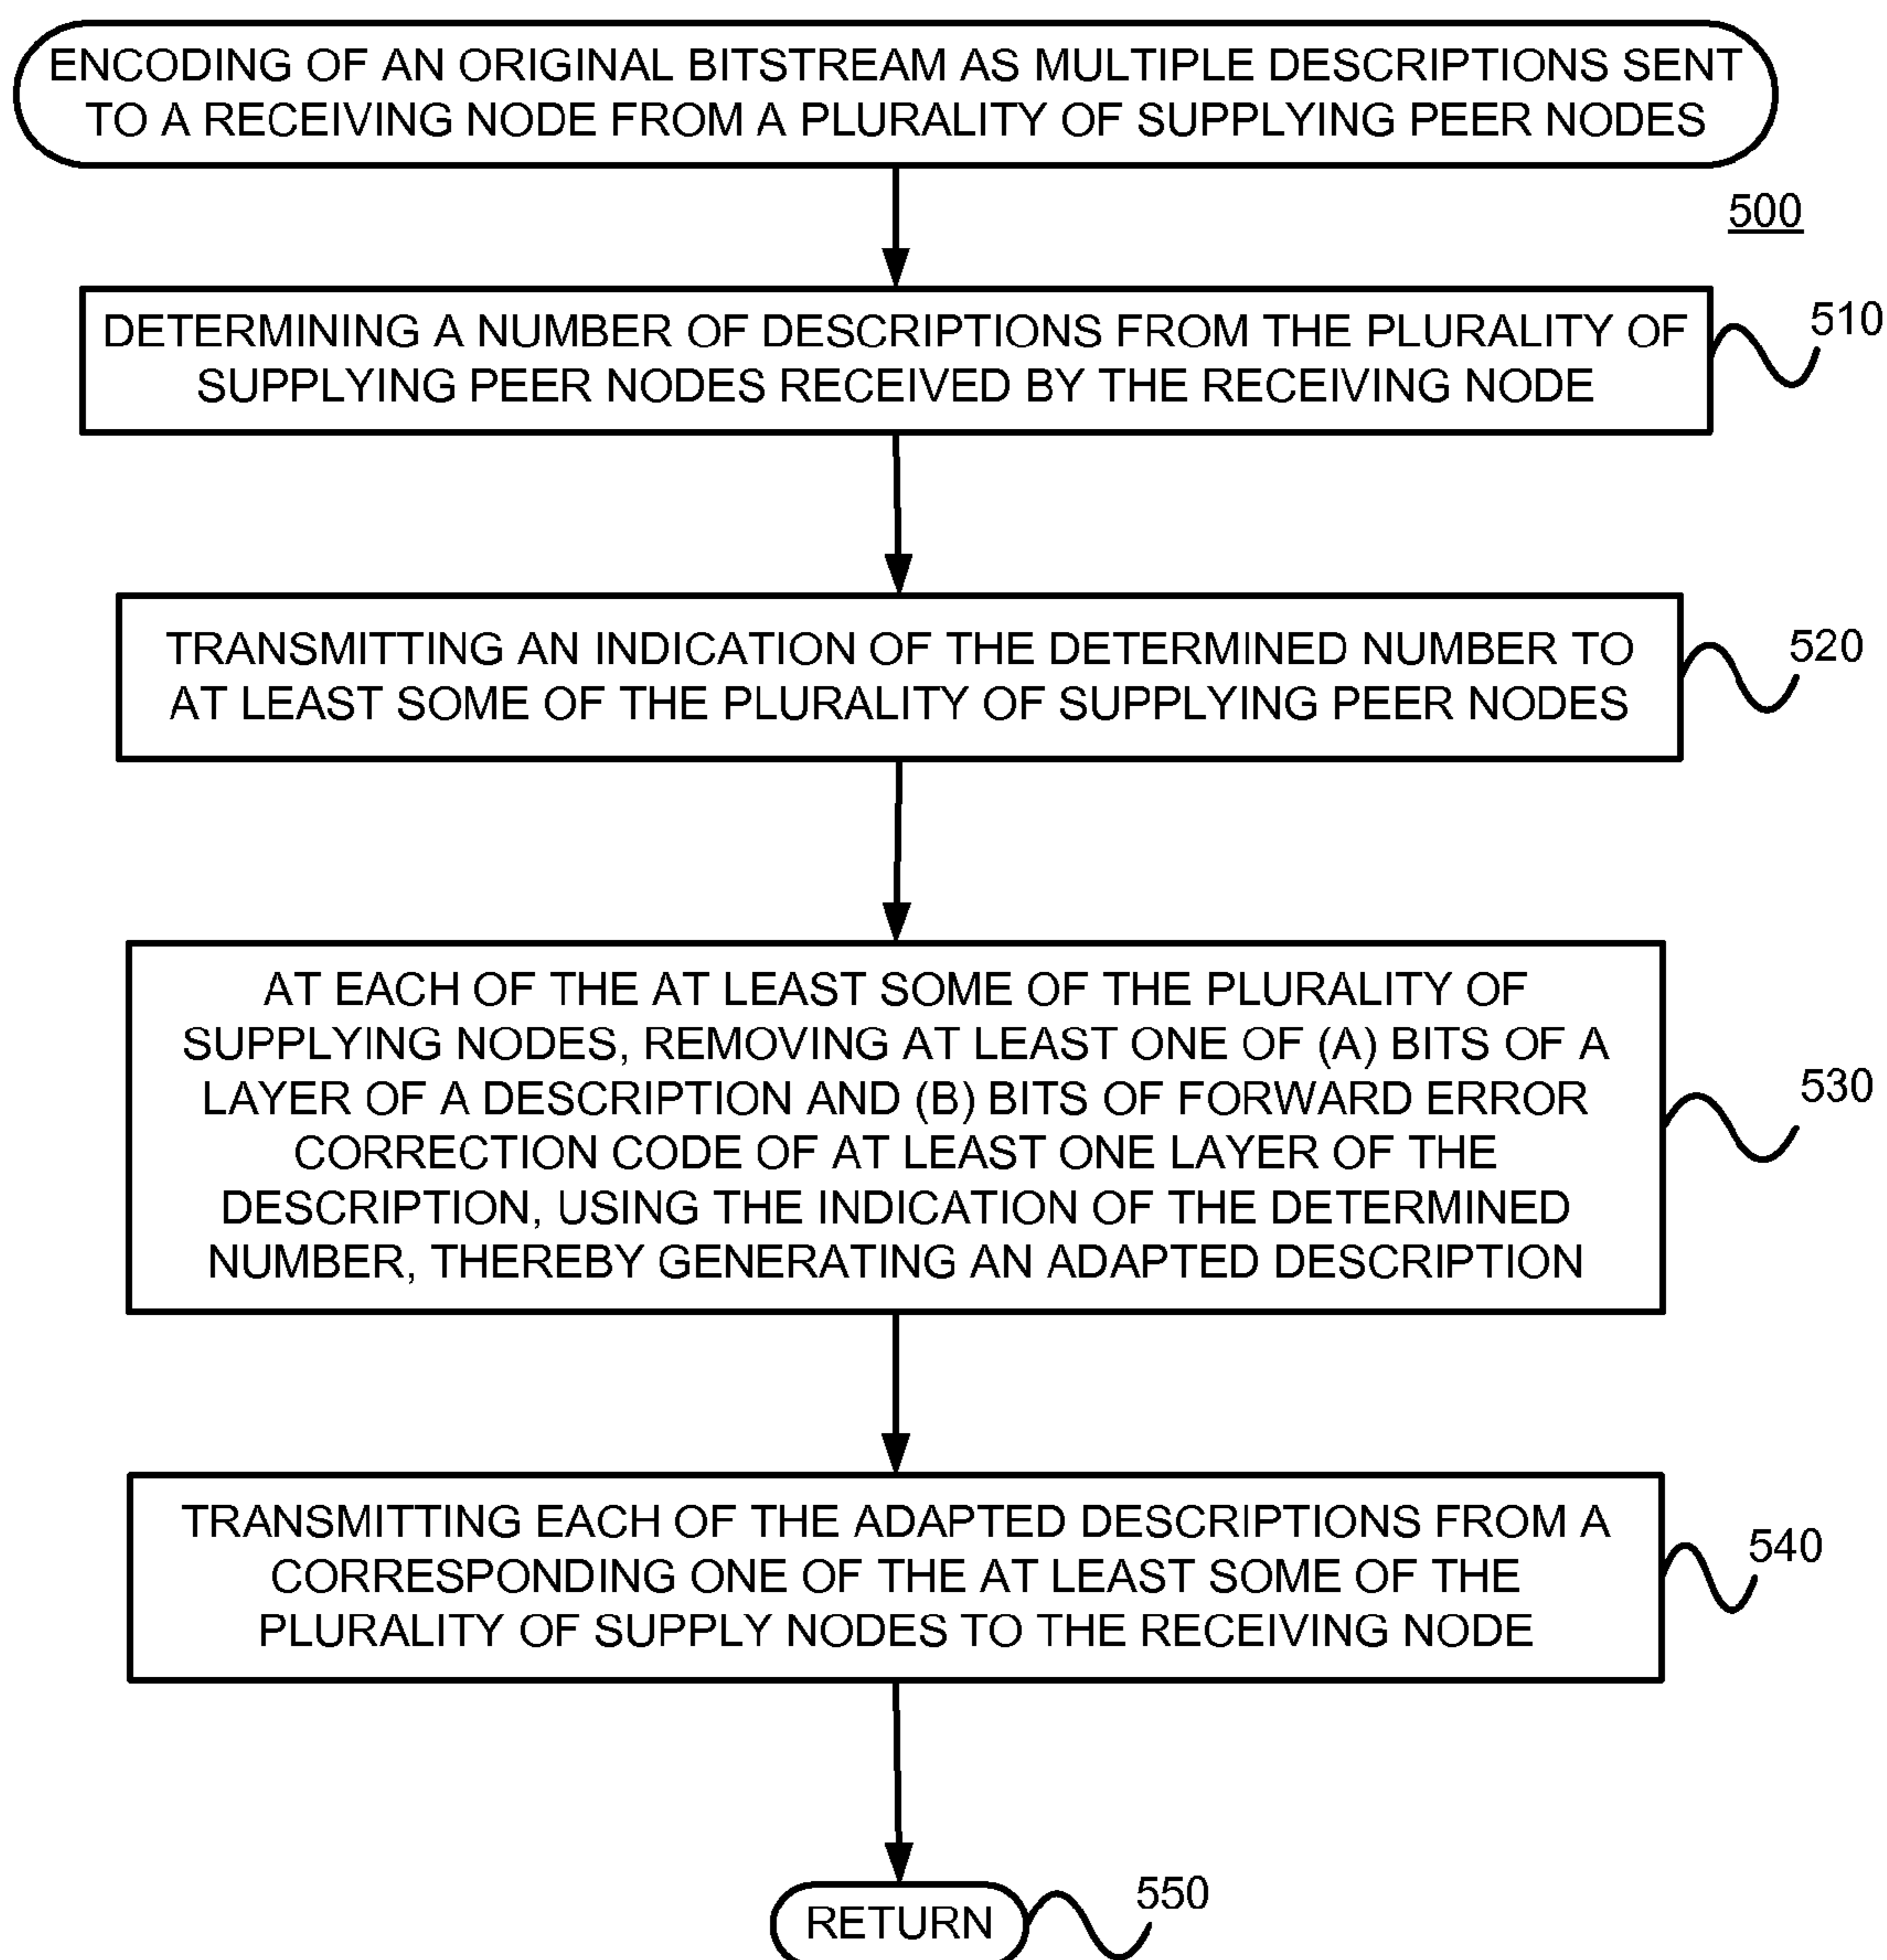 ENCODING OF AN ORIGINAL BITSTREAM AS MULTIPLE DESCRIPTIONS SENT
TO A RECEIVING NODE FROM A PLURALITY OF SUPPLYING PEER NODES
500
DETERMINING A NUMBER OF DESCRIPTIONS FROM THE PLURALITY OF
SUPPLYING PEER NODES RECEIVED BY THE RECEIVING NODE
510
TRANSMITTING AN INDICATION OF THE DETERMINED NUMBER TO
AT LEAST SOME OF THE PLURALITY OF SUPPLYING PEER NODES
520
AT EACH OF THE AT LEAST SOME OF THE PLURALITY OF
SUPPLYING NODES, REMOVING AT LEAST ONE OF (A) BITS OF A
LAYER OF A DESCRIPTION AND (B) BITS OF FORWARD ERROR
CORRECTION CODE OF AT LEAST ONE LAYER OF THE
DESCRIPTION, USING THE INDICATION OF THE DETERMINED
NUMBER, THEREBY GENERATING AN ADAPTED DESCRIPTION
530
TRANSMITTING EACH OF THE ADAPTED DESCRIPTIONS FROM A
CORRESPONDING ONE OF THE AT LEAST SOME OF THE
PLURALITY OF SUPPLY NODES TO THE RECEIVING NODE
540
RETURN
550